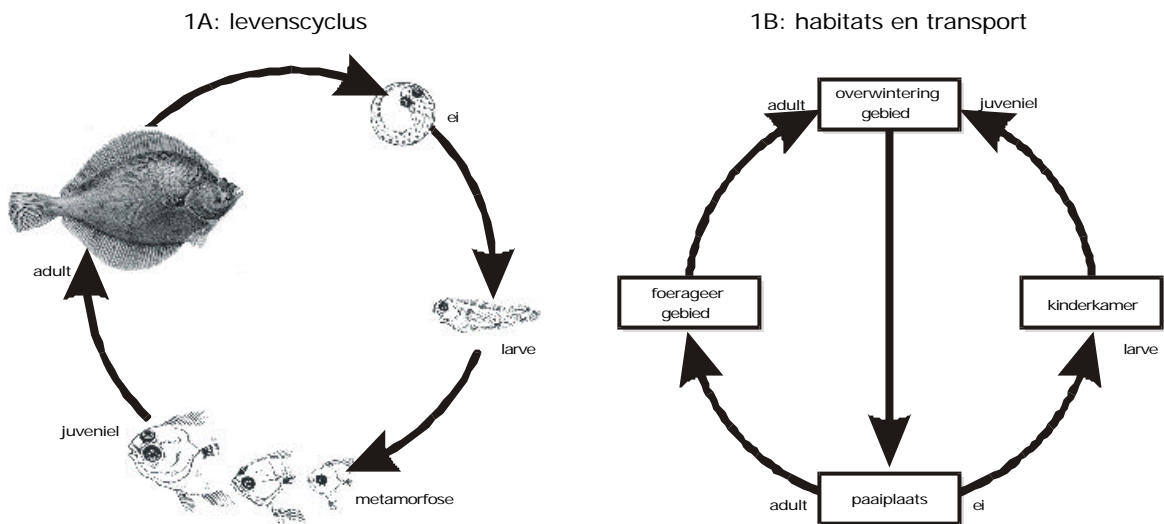 1A: levenscyclus
ei
adult
larve
juveniel
metamorfose
1B: habitats en transport
adult
overwintering
gebied
juveniel
foerageer
gebied
kinderkamer
larve
adult
paaiplaats
ei